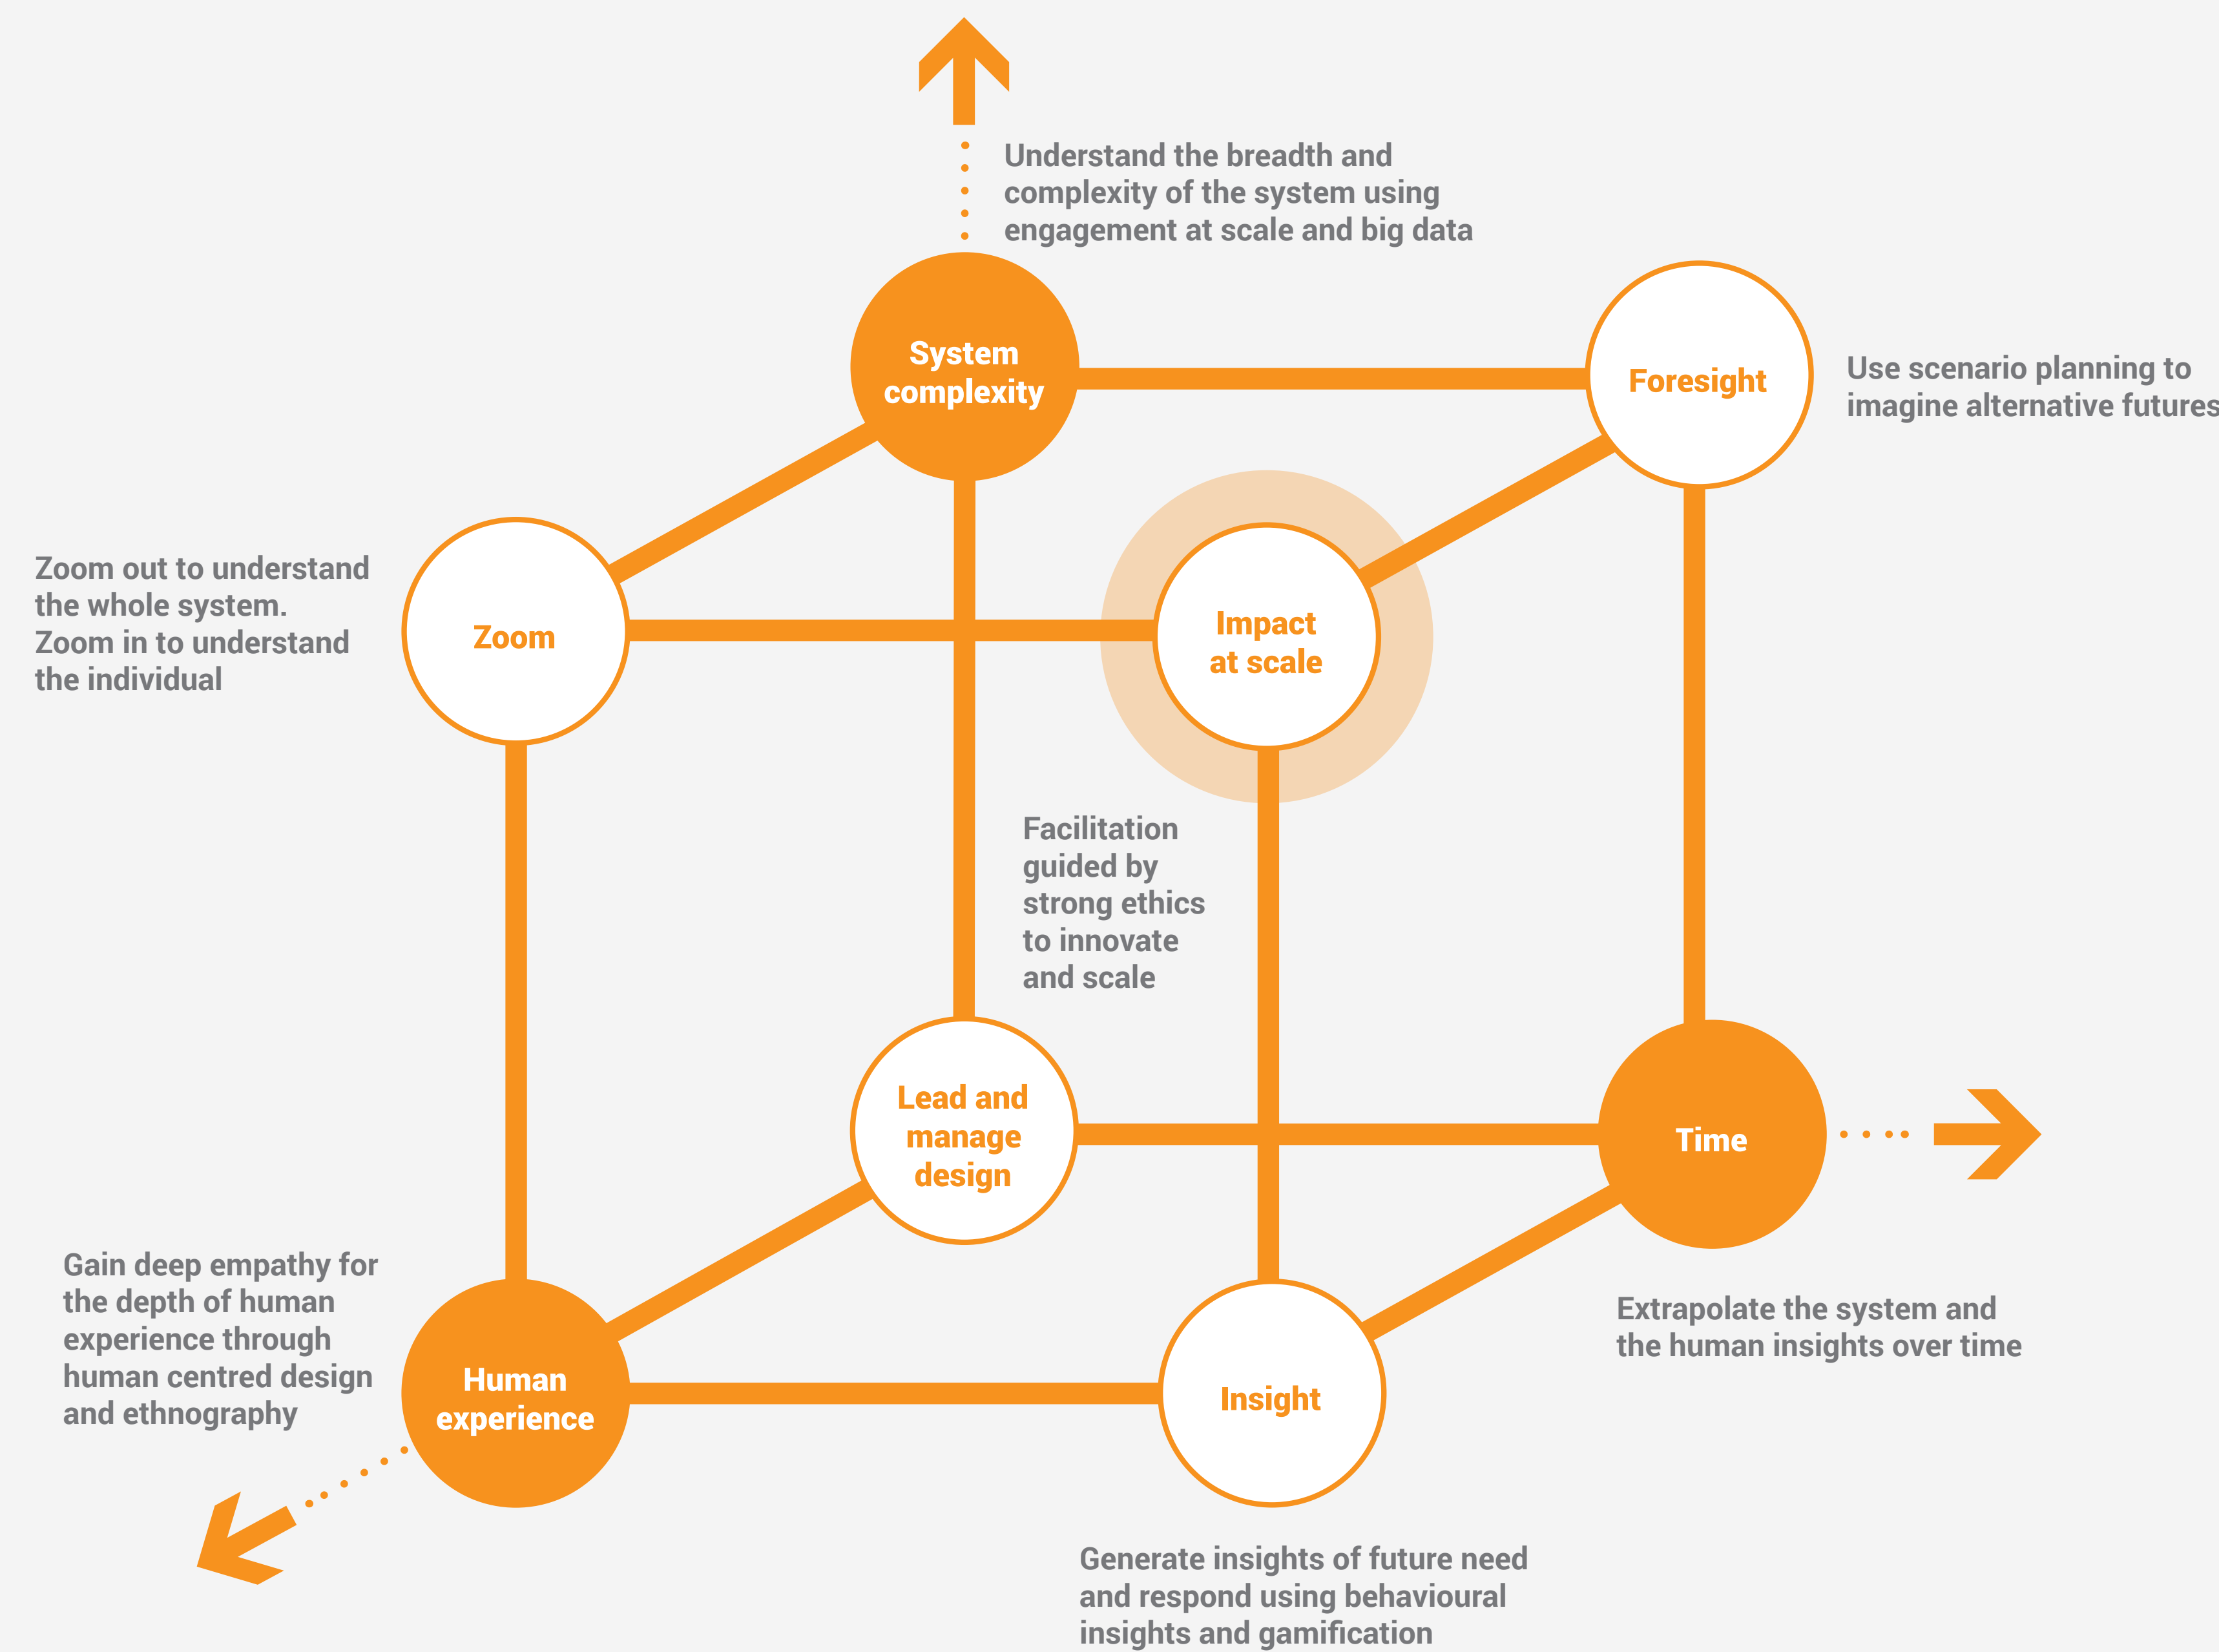 Understand the breadth and
complexity of the system using
engagement at scale and big data
System
complexity
Foresight
Use scenario planning to
imagine alternative futures
Zoom out to understand
the whole system.
Zoom in to understand
the individual
Zoom
Impact
at scale
Facilitation
guided by
strong ethics
to innovate
and scale
Lead and
manage
design
Time
Extrapolate the system and
the human insights over time
Gain deep empathy for
the depth of human
experience through
human centred design
and ethnography
Human
experience
Insight
Generate insights of future need
and respond using behavioural
insights and gamification